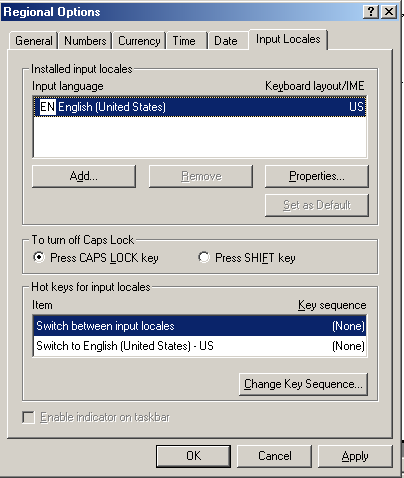 Regional Options
General Numbers Currency Time Date Input Locales
Installed input locales
Input language Keyboard layout/IME
EN English (United States) US
Add... Remove Properties...
Set as Default
To turn off Caps Lock
Press CAPS LOCK key Press SHIFT key
Hot keys for input locales
Item Key sequence
Switch between input locales (None)
Switch to English (United States) - US (None)
Change Key Sequence...
Enable indicator on taskbar
OK Cancel Apply